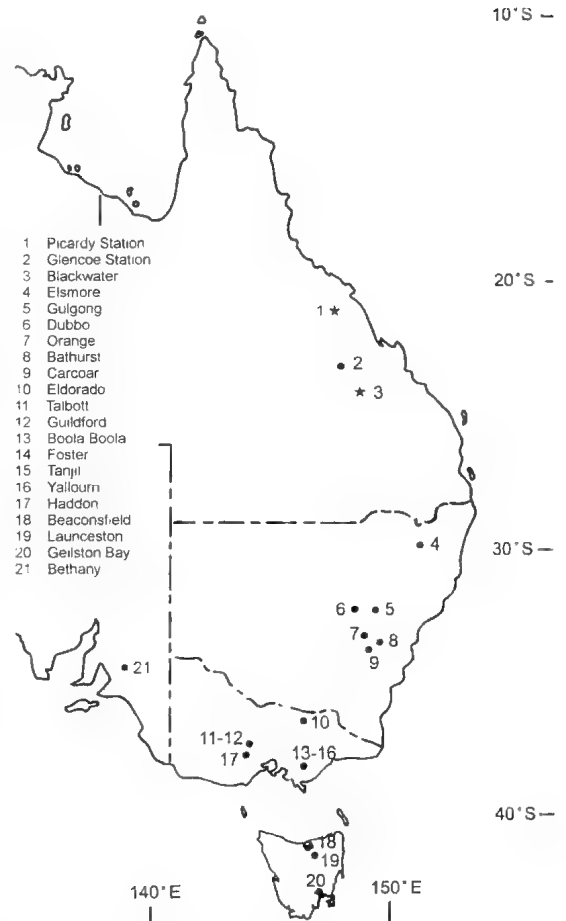 10°S
1 Picardy Station
2 Glencoe Station
3 Blackwater
4 Elsmore
5 Gulgong
6 Dubbo
7 Orange
8 Bathurst
9 Carcoar
10 Eldorado
11 Talbott
12 Guildford
13 Boola Boola
14 Foster
15 Tanjil
16 Yallourn
17 Haddon
18 Beaconsfield
19 Launceston
20 Geilston Bay
21 Bethany
20°S
1
2
3
30°S
4
6 5
7
8
9
21
10
11-12
17 13-16
40°S
18
19
20
140°E 150°E